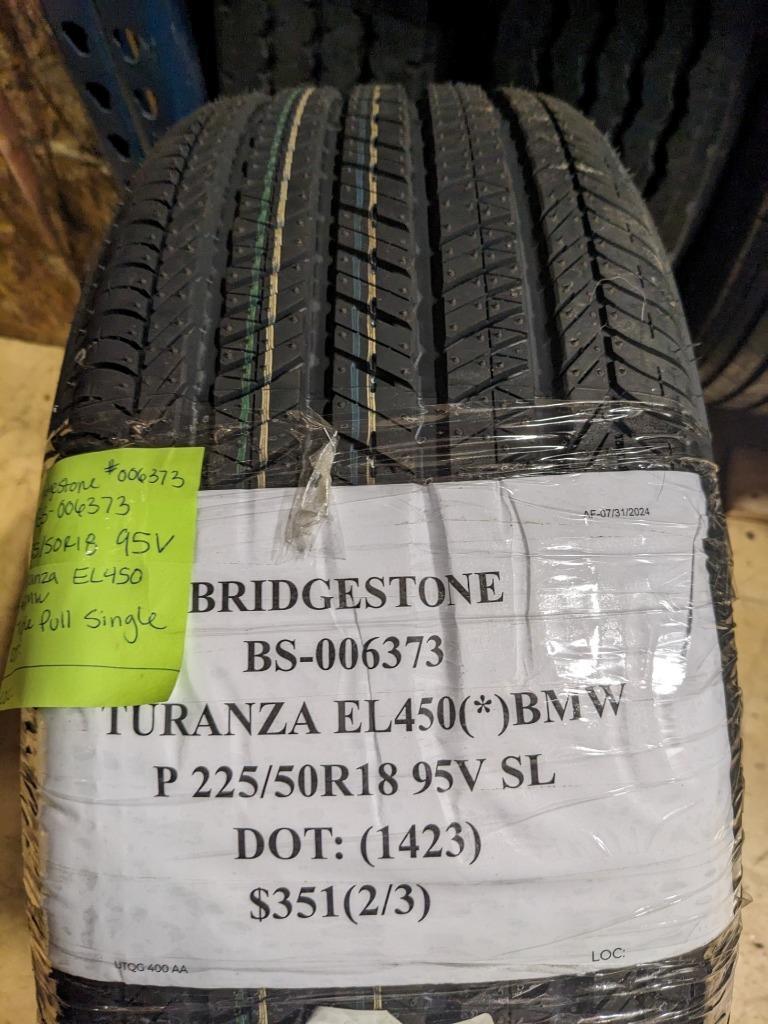 #006373
-006373
/50R18 95V
EL450
Pull Single
AF-07/31/2024
BRIDGESTONE
BS-006373
TURANZA EL450(*)BMW
P 225/50R18 95V SL
DOT: (1423)
$351(2/3)
UTQG 400 AA
LOC: